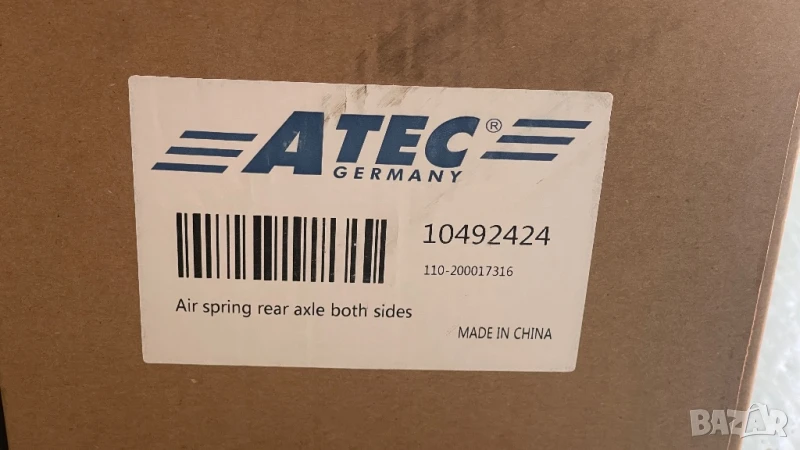 ATEC®
GERMANY
10492424
110-200017316
Air spring rear axle both sides
MADE IN CHINA
BAZAR